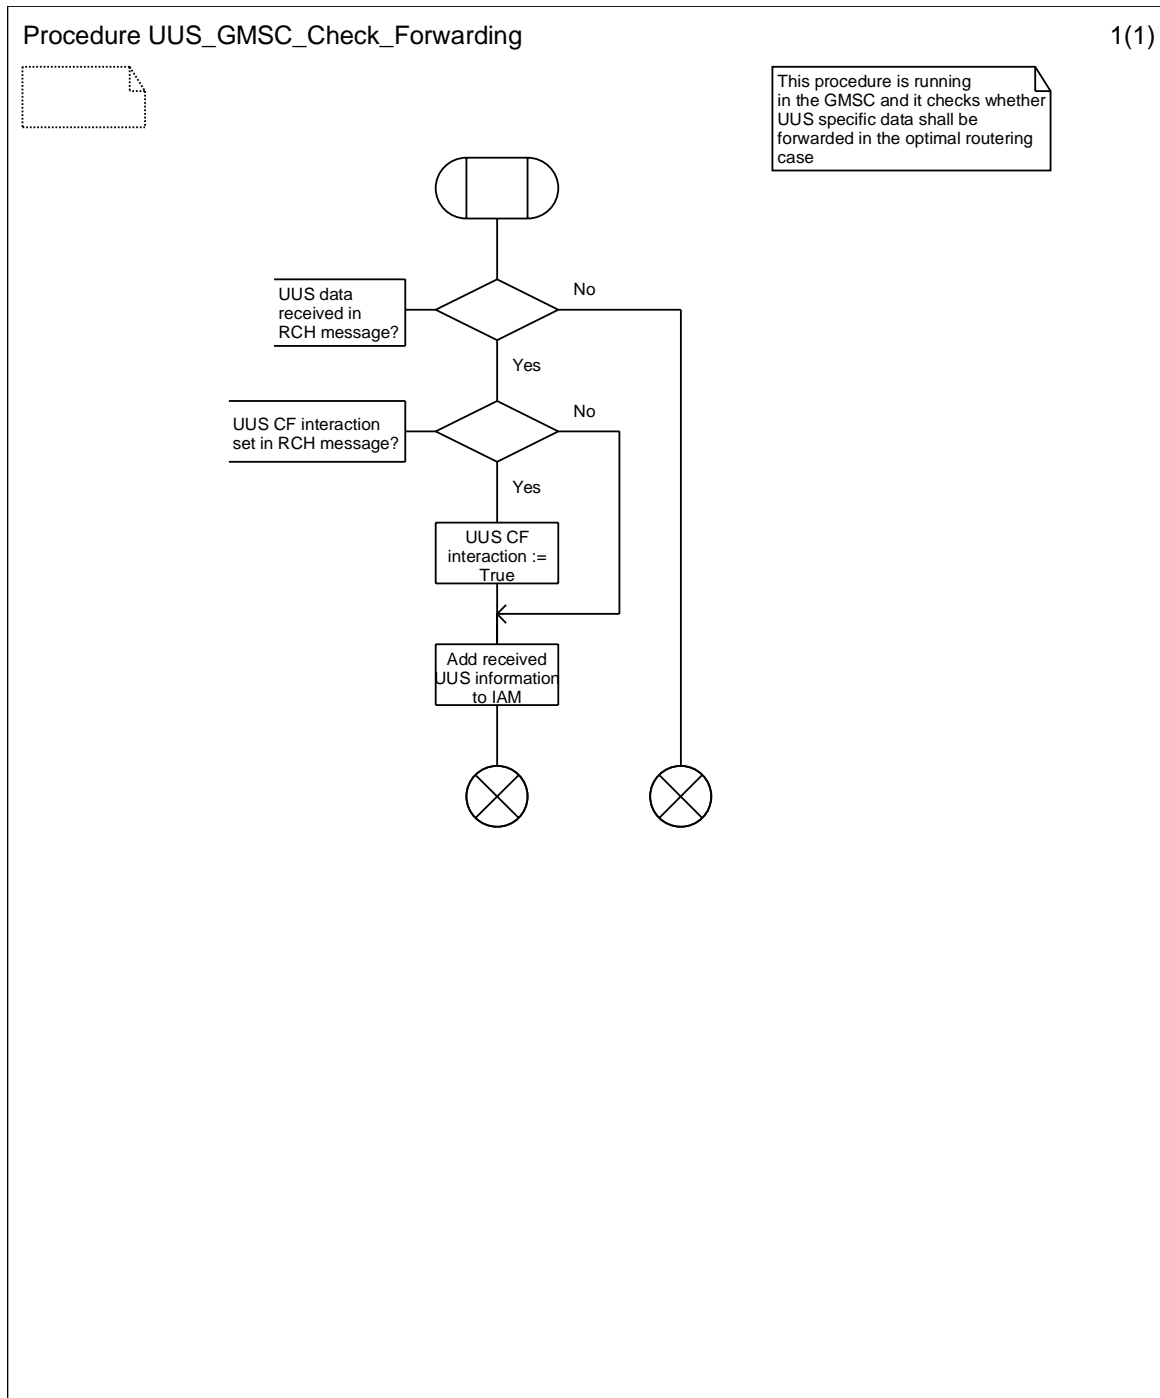 Procedure UUS_GMSC_Check_Forwarding
1(1)
This procedure is running
in the GMSC and it checks whether
UUS specific data shall be
forwarded in the optimal routering
case
UUS data
received in
RCH message?
No
Yes
UUS CF interaction
set in RCH message?
No
Yes
UUS CF
interaction :=
True
Add received
UUS information
to IAM